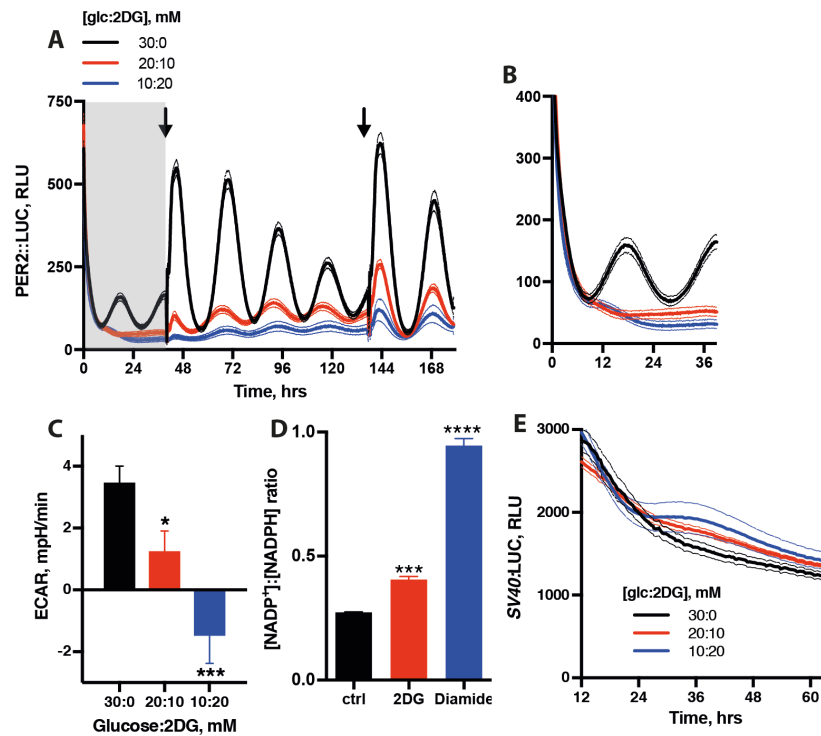 [glc:2DG], mM
A
30:0
20:10
10:20
B
750
500
250
0
PER2::LUC, RLU
0 24 48 72 96 120 144 168
Time, hrs
400
300
200
100
0
0 12 24 36
C
4
2
0
-2
ECAR, mpH/min
*
***
30:0 20:10 10:20
Glucose:2DG, mM
D
1.0
0.5
0.0
[NADP+]:[NADPH] ratio
***
****
ctrl 2DG Diamide
E
3000
2000
1000
0
SV40:LUC, RLU
[glc:2DG], mM
30:0
20:10
10:20
12 24 36 48 60
Time, hrs